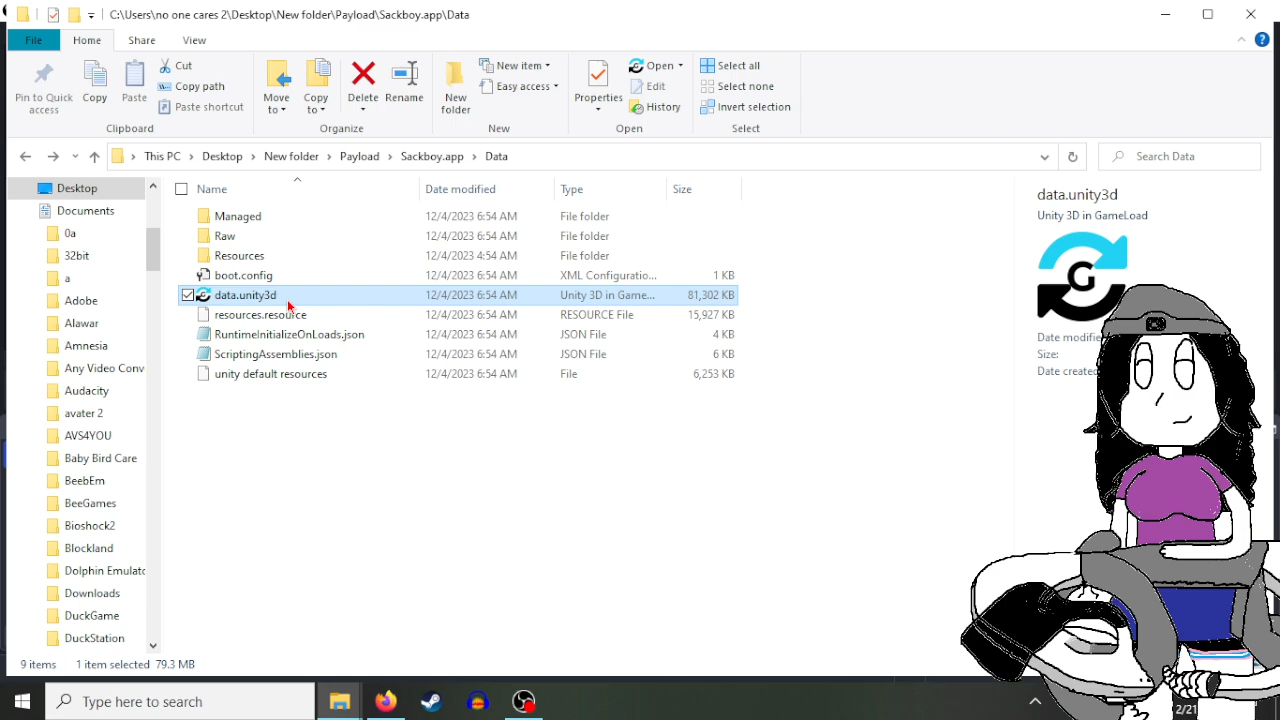 C:\Users\no one cares 2\Desktop\New folder\Payload\Sackboy.app\Data
File Home Share View
Pin to Quick access
Copy
Paste
Cut
Copy path
Paste shortcut
Clipboard
Move to
Copy to
Delete
Rename
Organize
New folder
New item
Easy access
New
Properties
Open
Edit
History
Open
Select all
Select none
Invert selection
Select
This PC > Desktop > New folder > Payload > Sackboy.app > Data
Search Data
Desktop
Documents
0a
32bit
a
Adobe
Alawar
Amnesia
Any Video Conv
Audacity
avater 2
AVS4YOU
Baby Bird Care
BeebEm
BeeGames
Bioshock2
Blockland
Dolphin Emulato
Downloads
DuckGame
DuckStation
Name Date modified Type Size
Managed 12/4/2023 6:54 AM File folder
Raw 12/4/2023 6:54 AM File folder
Resources 12/4/2023 4:54 AM File folder
boot.config 12/4/2023 6:54 AM XML Configuratio... 1 KB
data.unity3d 12/4/2023 6:54 AM Unity 3D in Game... 81,302 KB
resources.resource 12/4/2023 6:54 AM RESOURCE File 15,927 KB
RuntimeInitializeOnLoads.json 12/4/2023 6:54 AM JSON File 4 KB
ScriptingAssemblies.json 12/4/2023 6:54 AM JSON File 6 KB
unity default resources 12/4/2023 6:54 AM File 6,253 KB
data.unity3d
Unity 3D in GameLoad
G
Date modifie
Size:
Date create
9 items 1 item selected 79.3 MB
Type here to search
2/21